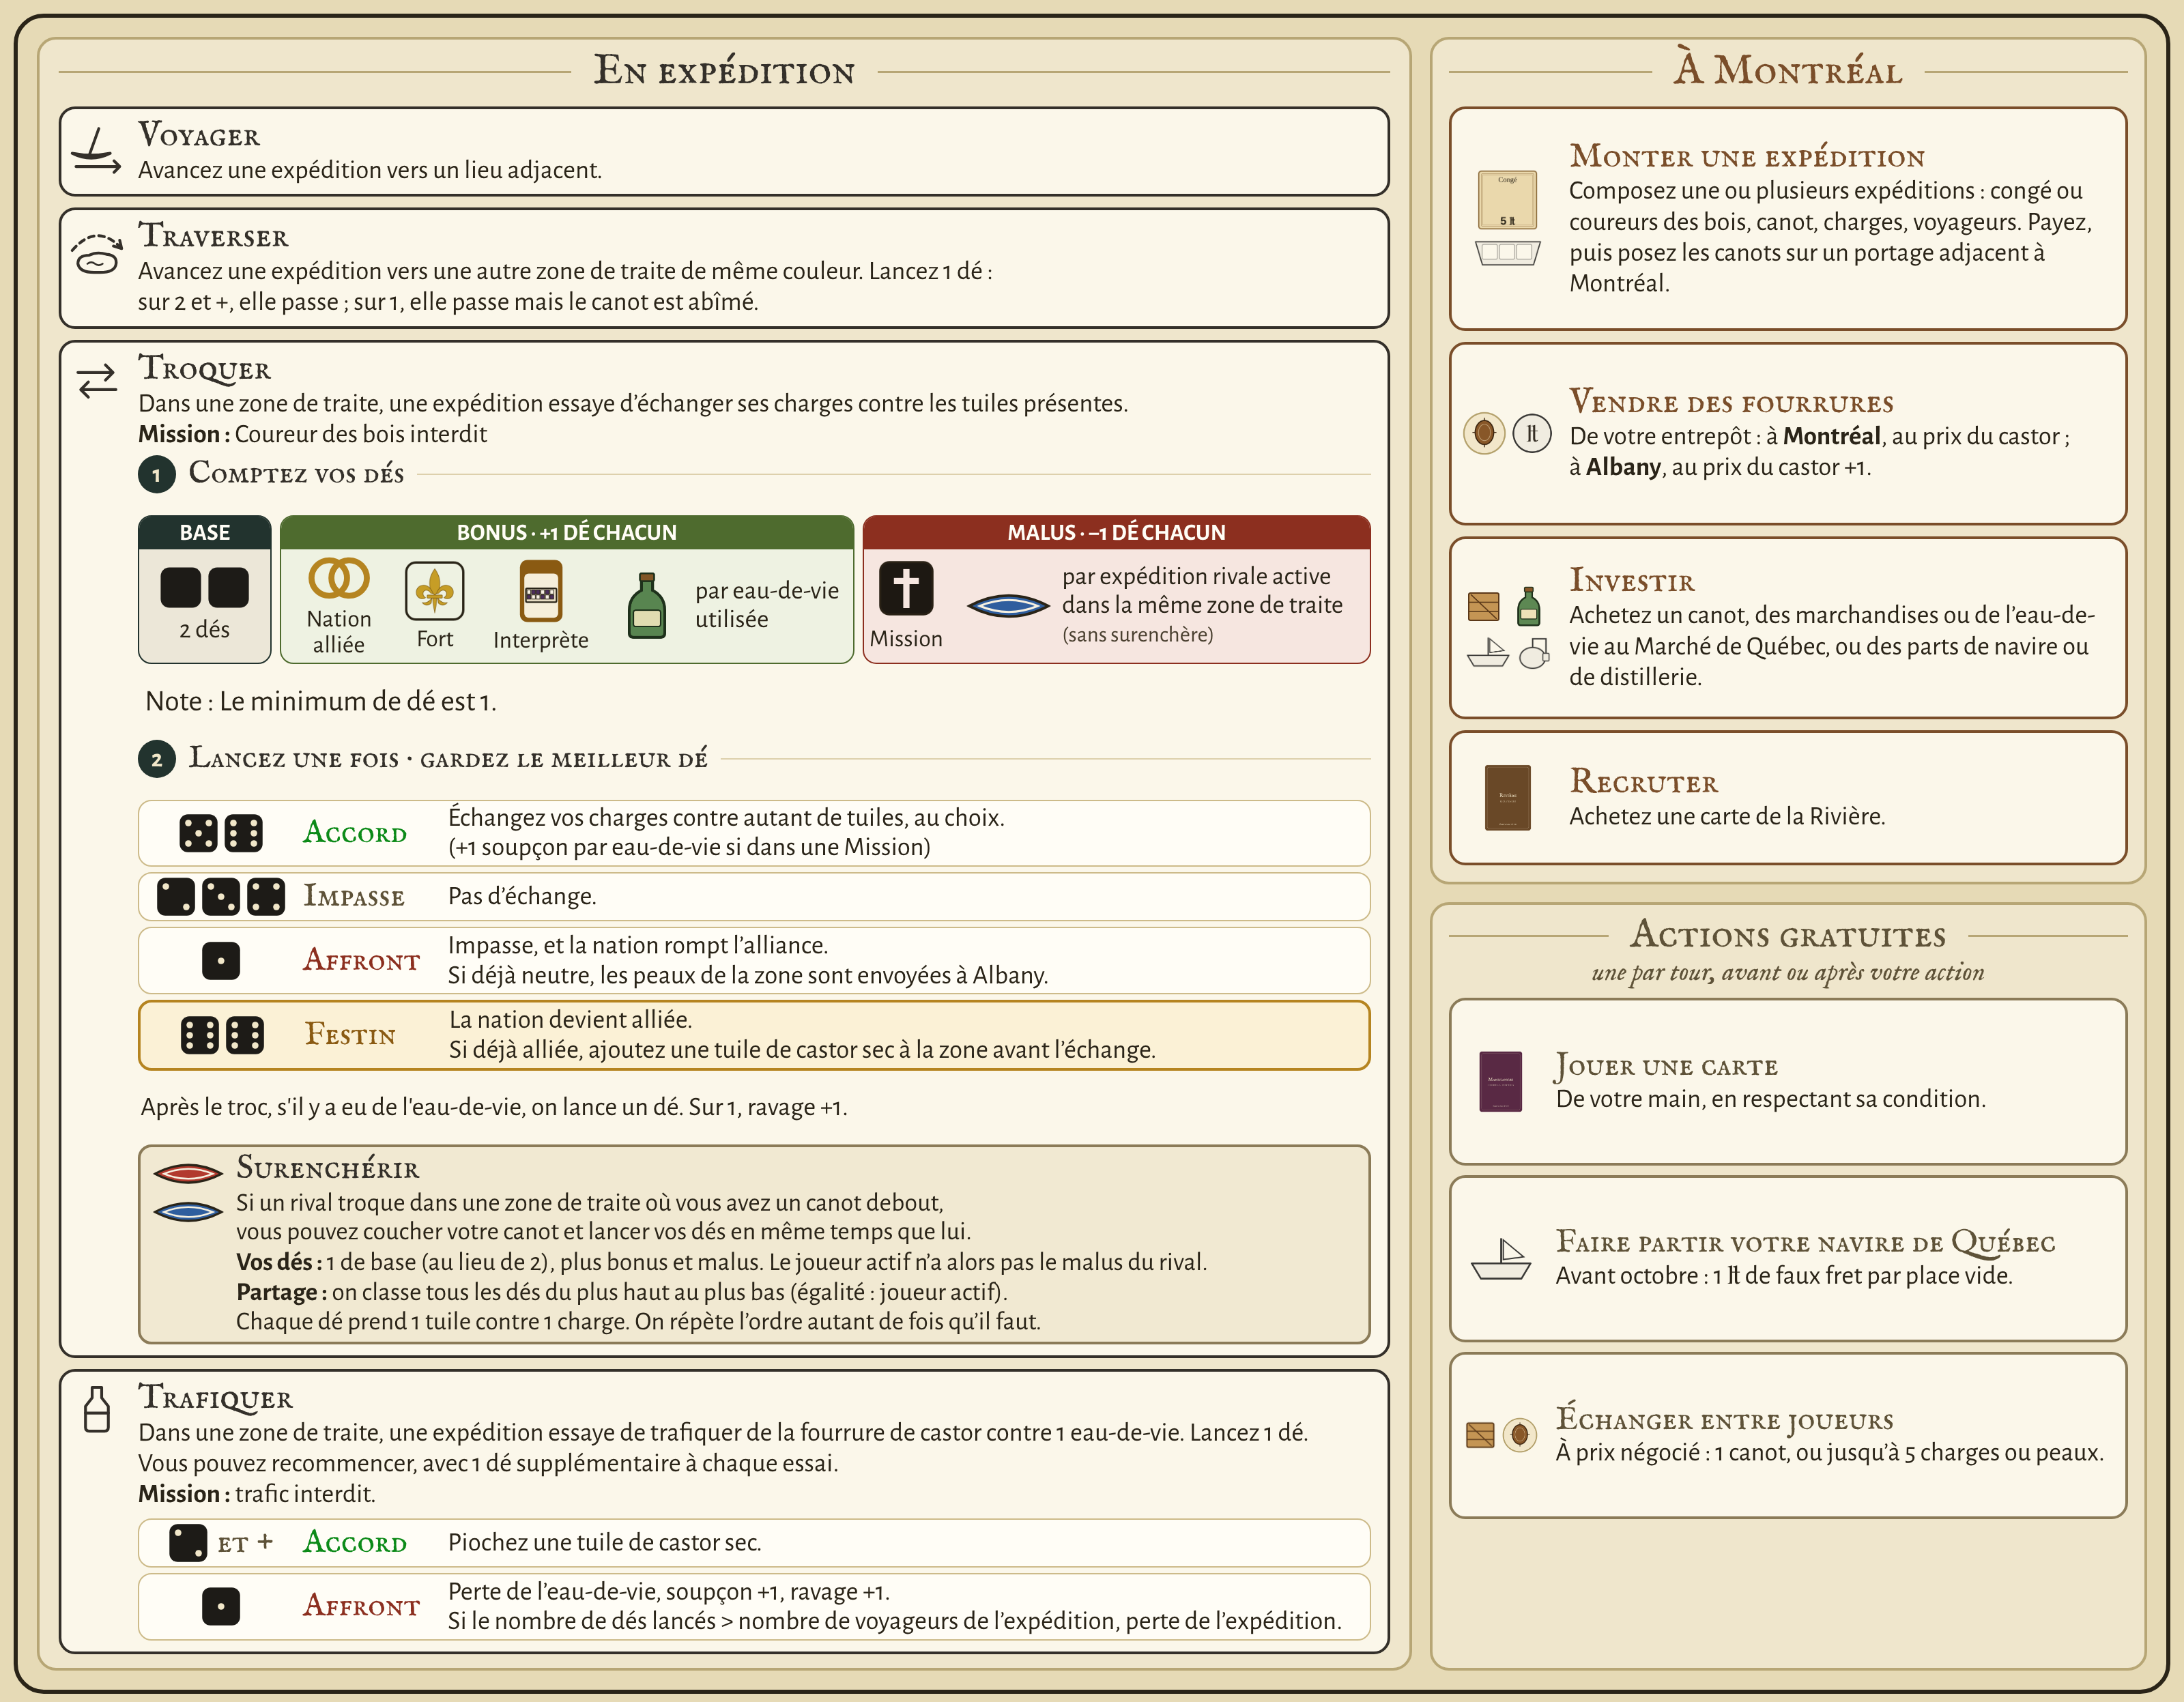 En expédition
Voyager
Avancez une expédition vers un lieu adjacent.
Traverser
Avancez une expédition vers une autre zone de traite de même couleur. Lancez 1 dé :
sur 2 et +, elle passe ; sur 1, elle passe mais le canot est abîmé.
Troquer
Dans une zone de traite, une expédition essaye d’échanger ses charges contre les tuiles présentes.
Mission : Coureur des bois interdit
1 Comptez vos dés
BASE
2 dés
BONUS · +1 DÉ CHACUN
Nation
alliée
Fort
Interprète
par eau-de-vie
utilisée
MALUS · −1 DÉ CHACUN
Mission
par expédition rivale active
dans la même zone de traite
(sans surenchère)
Note : Le minimum de dé est 1.
2 Lancez une fois · gardez le meilleur dé
Accord
Échangez vos charges contre autant de tuiles, au choix.
(+1 soupçon par eau-de-vie si dans une Mission)
Impasse
Pas d’échange.
Affront
Impasse, et la nation rompt l’alliance.
Si déjà neutre, les peaux de la zone sont envoyées à Albany.
Festin
La nation devient alliée.
Si déjà alliée, ajoutez une tuile de castor sec à la zone avant l’échange.
Après le troc, s'il y a eu de l'eau-de-vie, on lance un dé. Sur 1, ravage +1.
Surenchérir
Si un rival troque dans une zone de traite où vous avez un canot debout,
vous pouvez coucher votre canot et lancer vos dés en même temps que lui.
Vos dés : 1 de base (au lieu de 2), plus bonus et malus. Le joueur actif n’a alors pas le malus du rival.
Partage : on classe tous les dés du plus haut au plus bas (égalité : joueur actif).
Chaque dé prend 1 tuile contre 1 charge. On répète l’ordre autant de fois qu’il faut.
Trafiquer
Dans une zone de traite, une expédition essaye de trafiquer de la fourrure de castor contre 1 eau-de-vie. Lancez 1 dé.
Vous pouvez recommencer, avec 1 dé supplémentaire à chaque essai.
Mission : trafic interdit.
et + Accord
Piochez une tuile de castor sec.
Affront
Perte de l’eau-de-vie, soupçon +1, ravage +1.
Si le nombre de dés lancés > nombre de voyageurs de l’expédition, perte de l’expédition.
À Montréal
Congé
5 ₶
Monter une expédition
Composez une ou plusieurs expéditions : congé ou
coureurs des bois, canot, charges, voyageurs. Payez,
puis posez les canots sur un portage adjacent à
Montréal.
₶
Vendre des fourrures
De votre entrepôt : à Montréal, au prix du castor ;
à Albany, au prix du castor +1.
Investir
Achetez un canot, des marchandises ou de l’eau-de-
vie au Marché de Québec, ou des parts de navire ou
de distillerie.
Recruter
Achetez une carte de la Rivière.
Actions gratuites
une par tour, avant ou après votre action
Jouer une carte
De votre main, en respectant sa condition.
Faire partir votre navire de Québec
Avant octobre : 1 ₶ de faux fret par place vide.
Échanger entre joueurs
À prix négocié : 1 canot, ou jusqu’à 5 charges ou peaux.